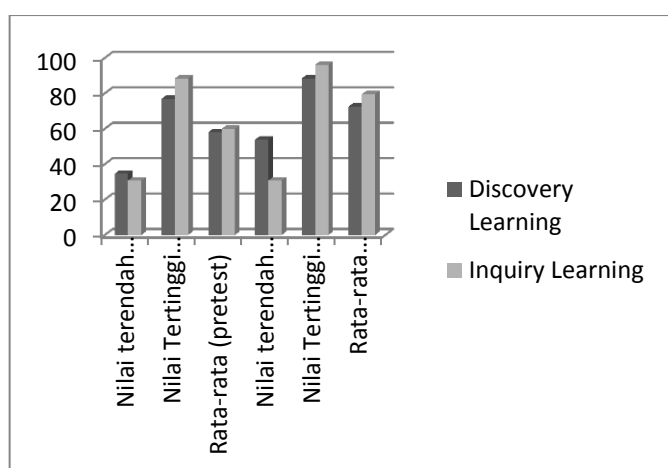 100
80
60
40
20
0
Nilai terendah...
Nilai Tertinggi...
Rata-rata (pretest)
Nilai terendah...
Nilai Tertinggi...
Rata-rata...
Discovery
Learning
Inquiry Learning